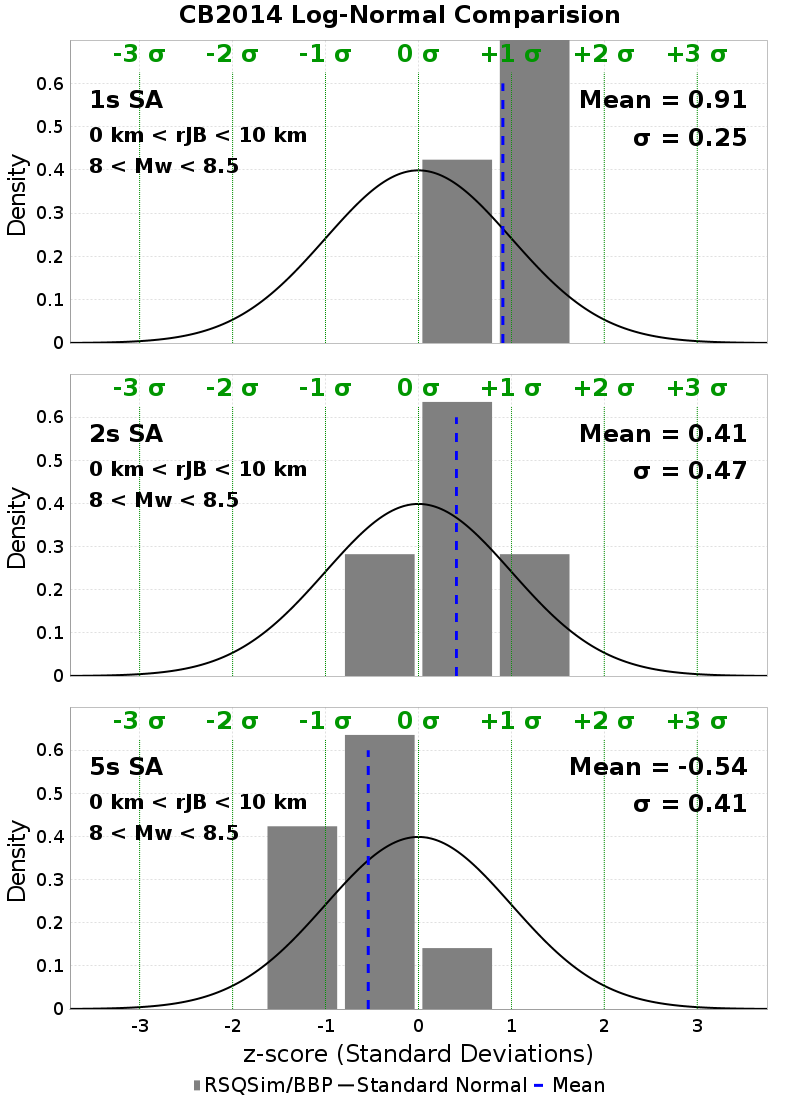 CB2014 Log-Normal Comparision
-3 σ -2 σ -1 σ 0 σ +1 σ +2 σ +3 σ
1s SA
0 km < rJB < 10 km
8 < Mw < 8.5
Mean = 0.91
σ = 0.25
Density
0.6
0.5
0.4
0.3
0.2
0.1
0
-3 σ -2 σ -1 σ 0 σ +1 σ +2 σ +3 σ
2s SA
0 km < rJB < 10 km
8 < Mw < 8.5
Mean = 0.41
σ = 0.47
Density
0.6
0.5
0.4
0.3
0.2
0.1
0
-3 σ -2 σ -1 σ 0 σ +1 σ +2 σ +3 σ
5s SA
0 km < rJB < 10 km
8 < Mw < 8.5
Mean = -0.54
σ = 0.41
Density
0.6
0.5
0.4
0.3
0.2
0.1
0
-3 -2 -1 0 1 2 3
z-score (Standard Deviations)
RSQSim/BBP Standard Normal Mean